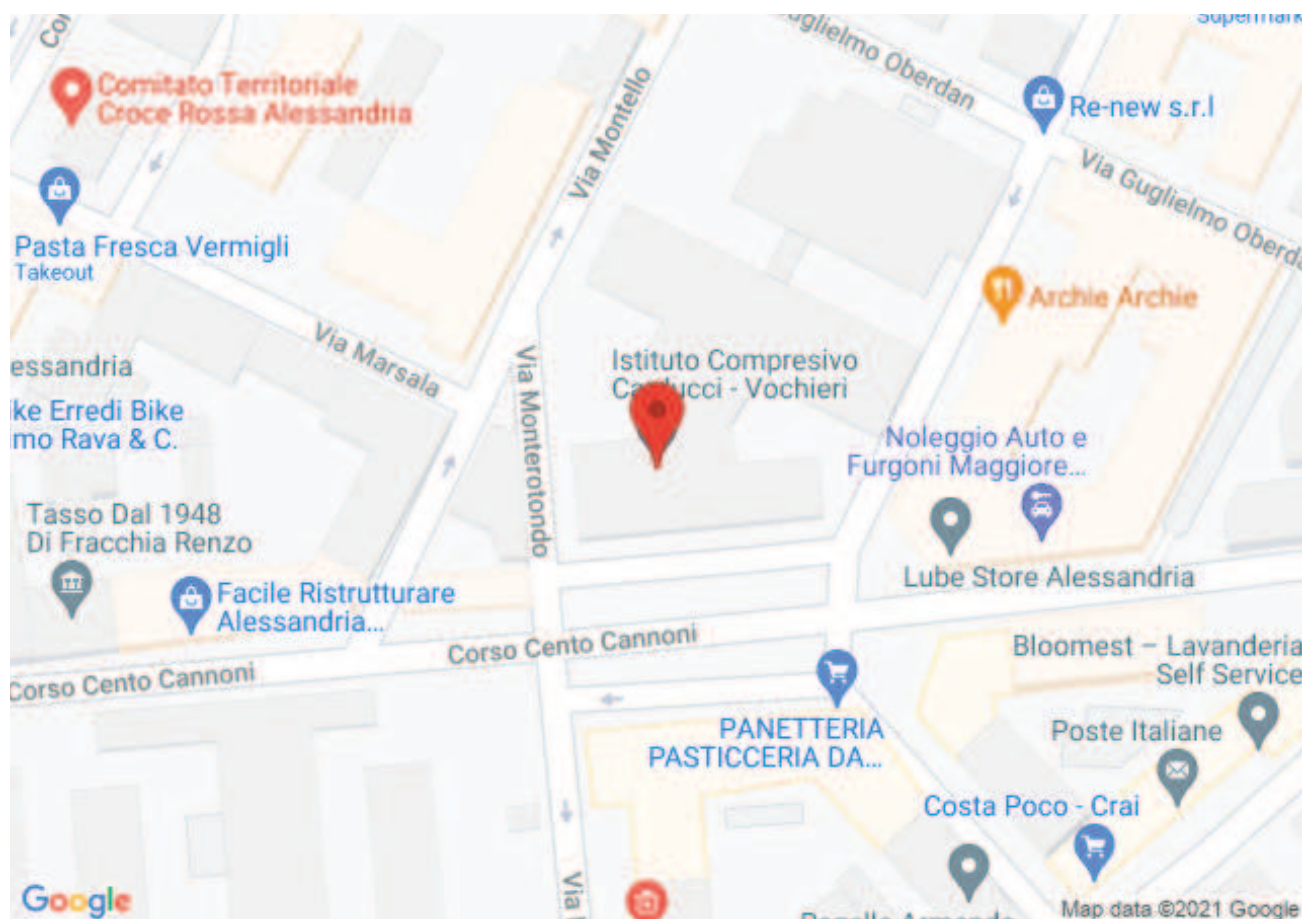 Guglielmo Oberdan
Supermark
Comitato Territoriale
Croce Rossa Alessandria
Via Montello
Re-new s.r.l
Via Guglielmo Oberda
Pasta Fresca Vermigli
Takeout
Archie Archie
Via Marsala
Via Monterotondo
Istituto Compresivo
Carducci - Vochieri
essandria
ke Erredi Bike
mo Rava & C.
Noleggio Auto e
Furgoni Maggiore...
Tasso Dal 1948
Di Fracchia Renzo
Lube Store Alessandria
Facile Ristrutturare
Alessandria...
Corso Cento Cannoni
Corso Cento Cannoni
Bloomest – Lavanderia
Self Service
PANETTERIA
PASTICCERIA DA...
Poste Italiane
Costa Poco - Crai
Via
Google
Map data ©2021 Google